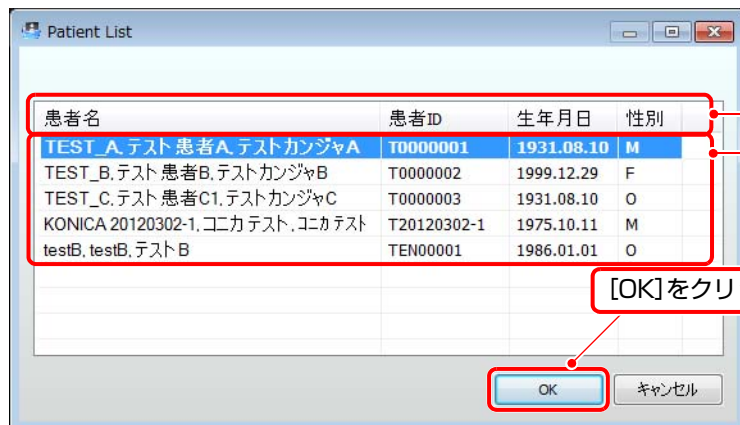 Patient List
患者名 患者ID 生年月日 性別
TEST_A,テスト患者A,テストカンジャA T0000001 1931.08.10 M
TEST_B,テスト患者B,テストカンジャB T0000002 1999.12.29 F
TEST_C,テスト患者C1,テストカンジャC T0000003 1931.08.10 O
KONICA 20120302-1,コニカ テスト,コニカ テスト T20120302-1 1975.10.11 M
testB,testB,テスト B TEN00001 1986.01.01 O
[OK]をクリ
OK キャンセル